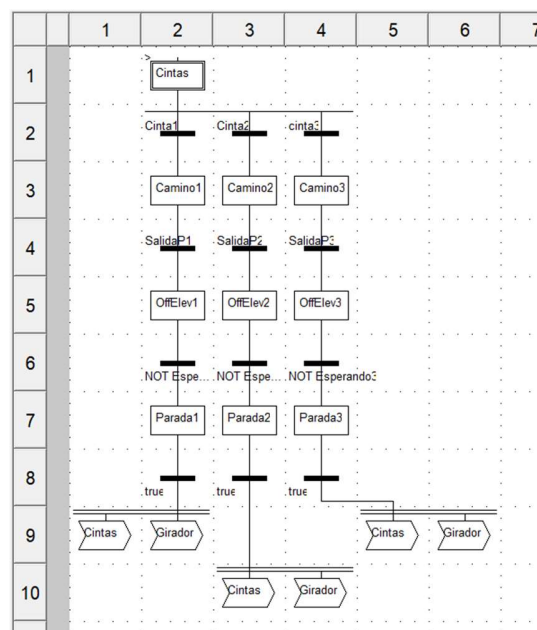 1 2 3 4 5 6 7
1 Cintas
2 Cinta1 Cinta2 cinta3
3 Camino1 Camino2 Camino3
4 SalidaP1 SalidaP2 SalidaP3
5 OffElev1 OffElev2 OffElev3
6
NOT Espe... NOT Espe... NOT Esperando3
7 Parada1 Parada2 Parada3
8
true true true
9 Cintas Girador Cintas Girador
10 Cintas Girador